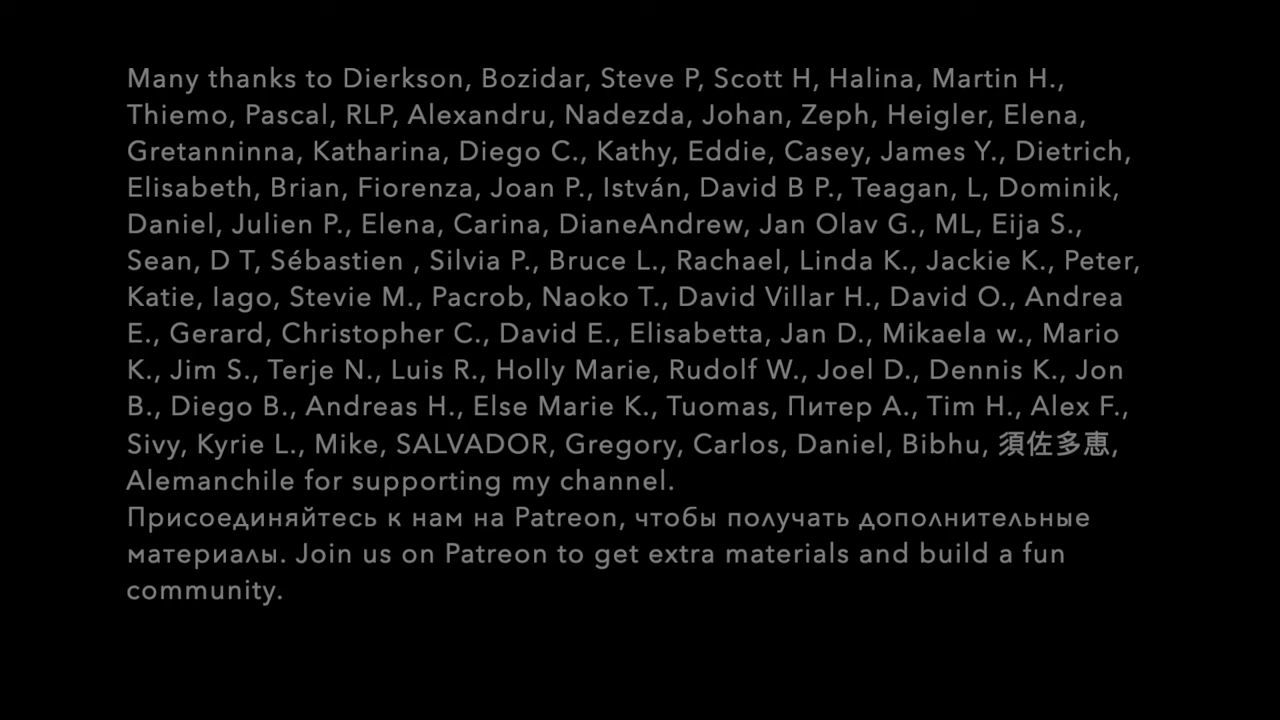 Many thanks to Dierkson, Bozidar, Steve P, Scott H, Halina, Martin H.,
Thiemo, Pascal, RLP, Alexandru, Nadezda, Johan, Zeph, Heigler, Elena,
Gretanninna, Katharina, Diego C., Kathy, Eddie, Casey, James Y., Dietrich,
Elisabeth, Brian, Fiorenza, Joan P., István, David B P., Teagan, L, Dominik,
Daniel, Julien P., Elena, Carina, DianeAndrew, Jan Olav G., ML, Eija S.,
Sean, D T, Sébastien , Silvia P., Bruce L., Rachael, Linda K., Jackie K., Peter,
Katie, Iago, Stevie M., Pacrob, Naoko T., David Villar H., David O., Andrea
E., Gerard, Christopher C., David E., Elisabetta, Jan D., Mikaela w., Mario
K., Jim S., Terje N., Luis R., Holly Marie, Rudolf W., Joel D., Dennis K., Jon
B., Diego B., Andreas H., Else Marie K., Tuomas, Питер А., Tim H., Alex F.,
Sivy, Kyrie L., Mike, SALVADOR, Gregory, Carlos, Daniel, Bibhu, 須佐多恵,
Alemanchile for supporting my channel.
Присоединяйтесь к нам на Patreon, чтобы получать дополнительные
материалы. Join us on Patreon to get extra materials and build a fun
community.